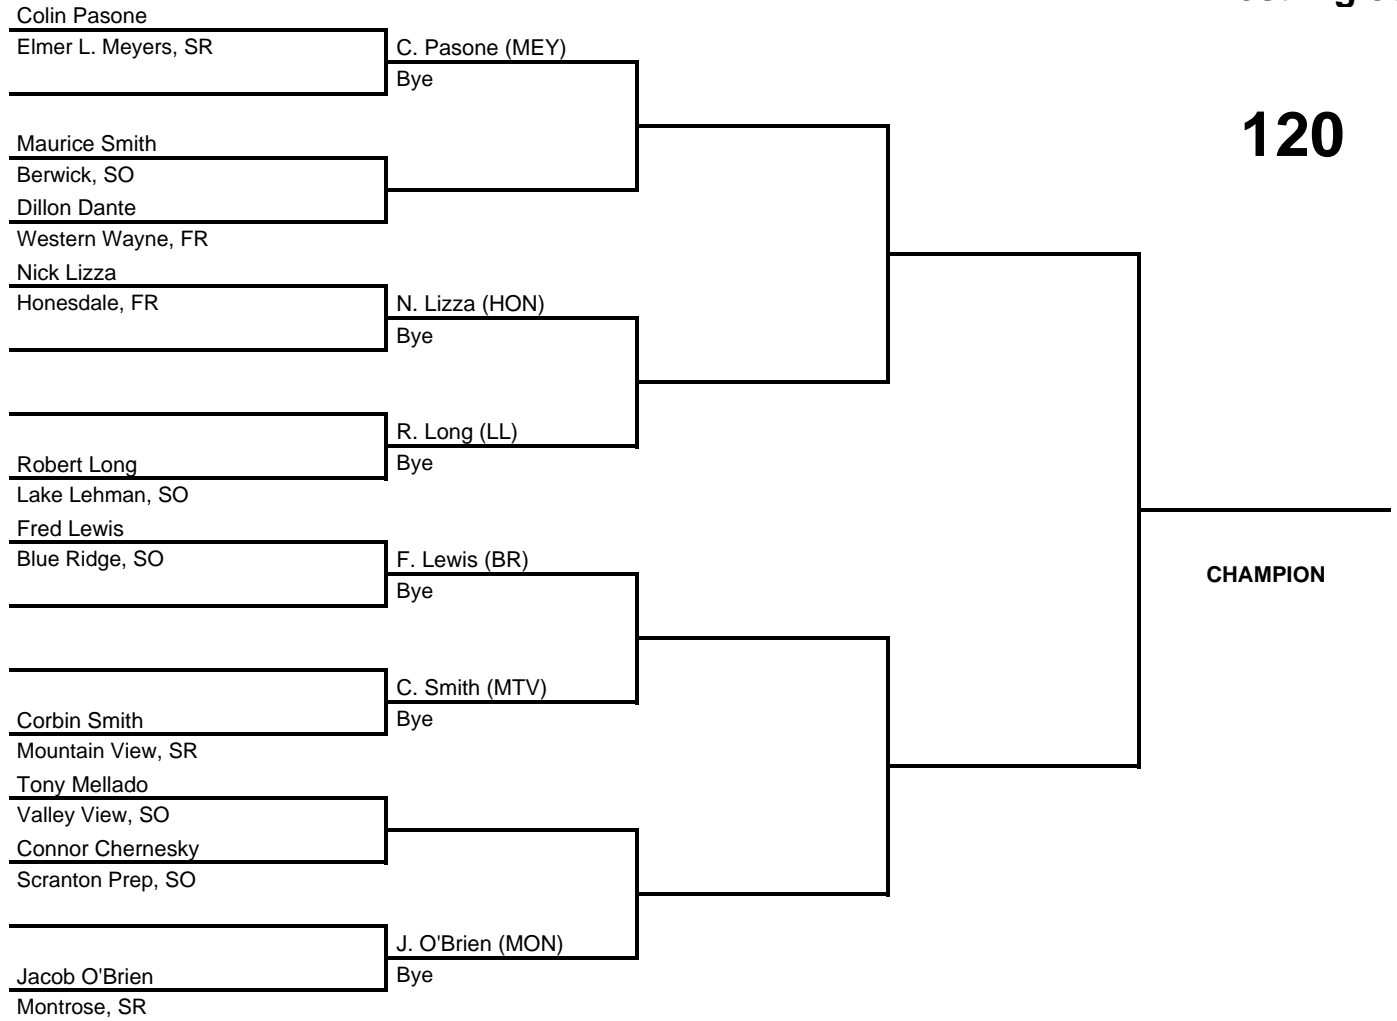 Colin Pasone
Elmer L. Meyers, SR
C. Pasone (MEY)
Bye
120
Maurice Smith
Berwick, SO
Dillon Dante
Western Wayne, FR
Nick Lizza
Honesdale, FR
N. Lizza (HON)
Bye
R. Long (LL)
Bye
Robert Long
Lake Lehman, SO
Fred Lewis
Blue Ridge, SO
F. Lewis (BR)
Bye
CHAMPION
C. Smith (MTV)
Bye
Corbin Smith
Mountain View, SR
Tony Mellado
Valley View, SO
Connor Chernesky
Scranton Prep, SO
J. O'Brien (MON)
Bye
Jacob O'Brien
Montrose, SR